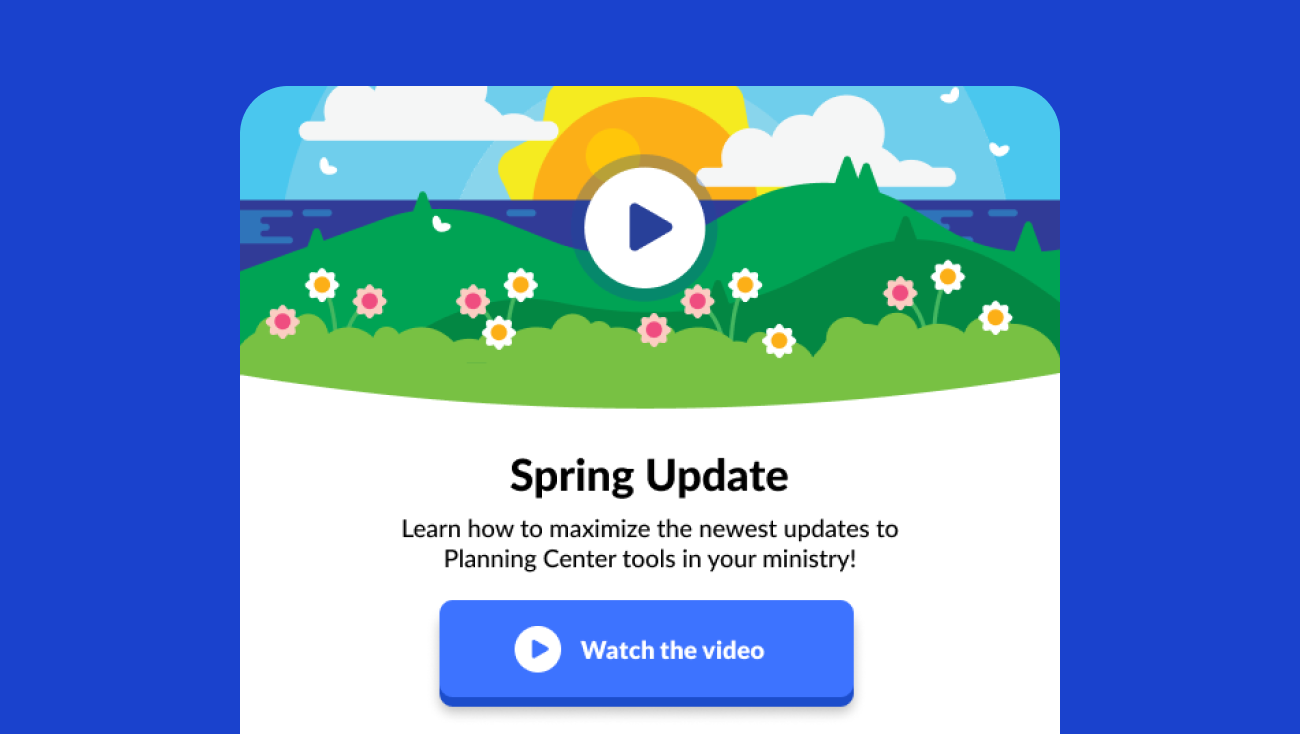 Spring Update
Learn how to maximize the newest updates to
Planning Center tools in your ministry!
Watch the video